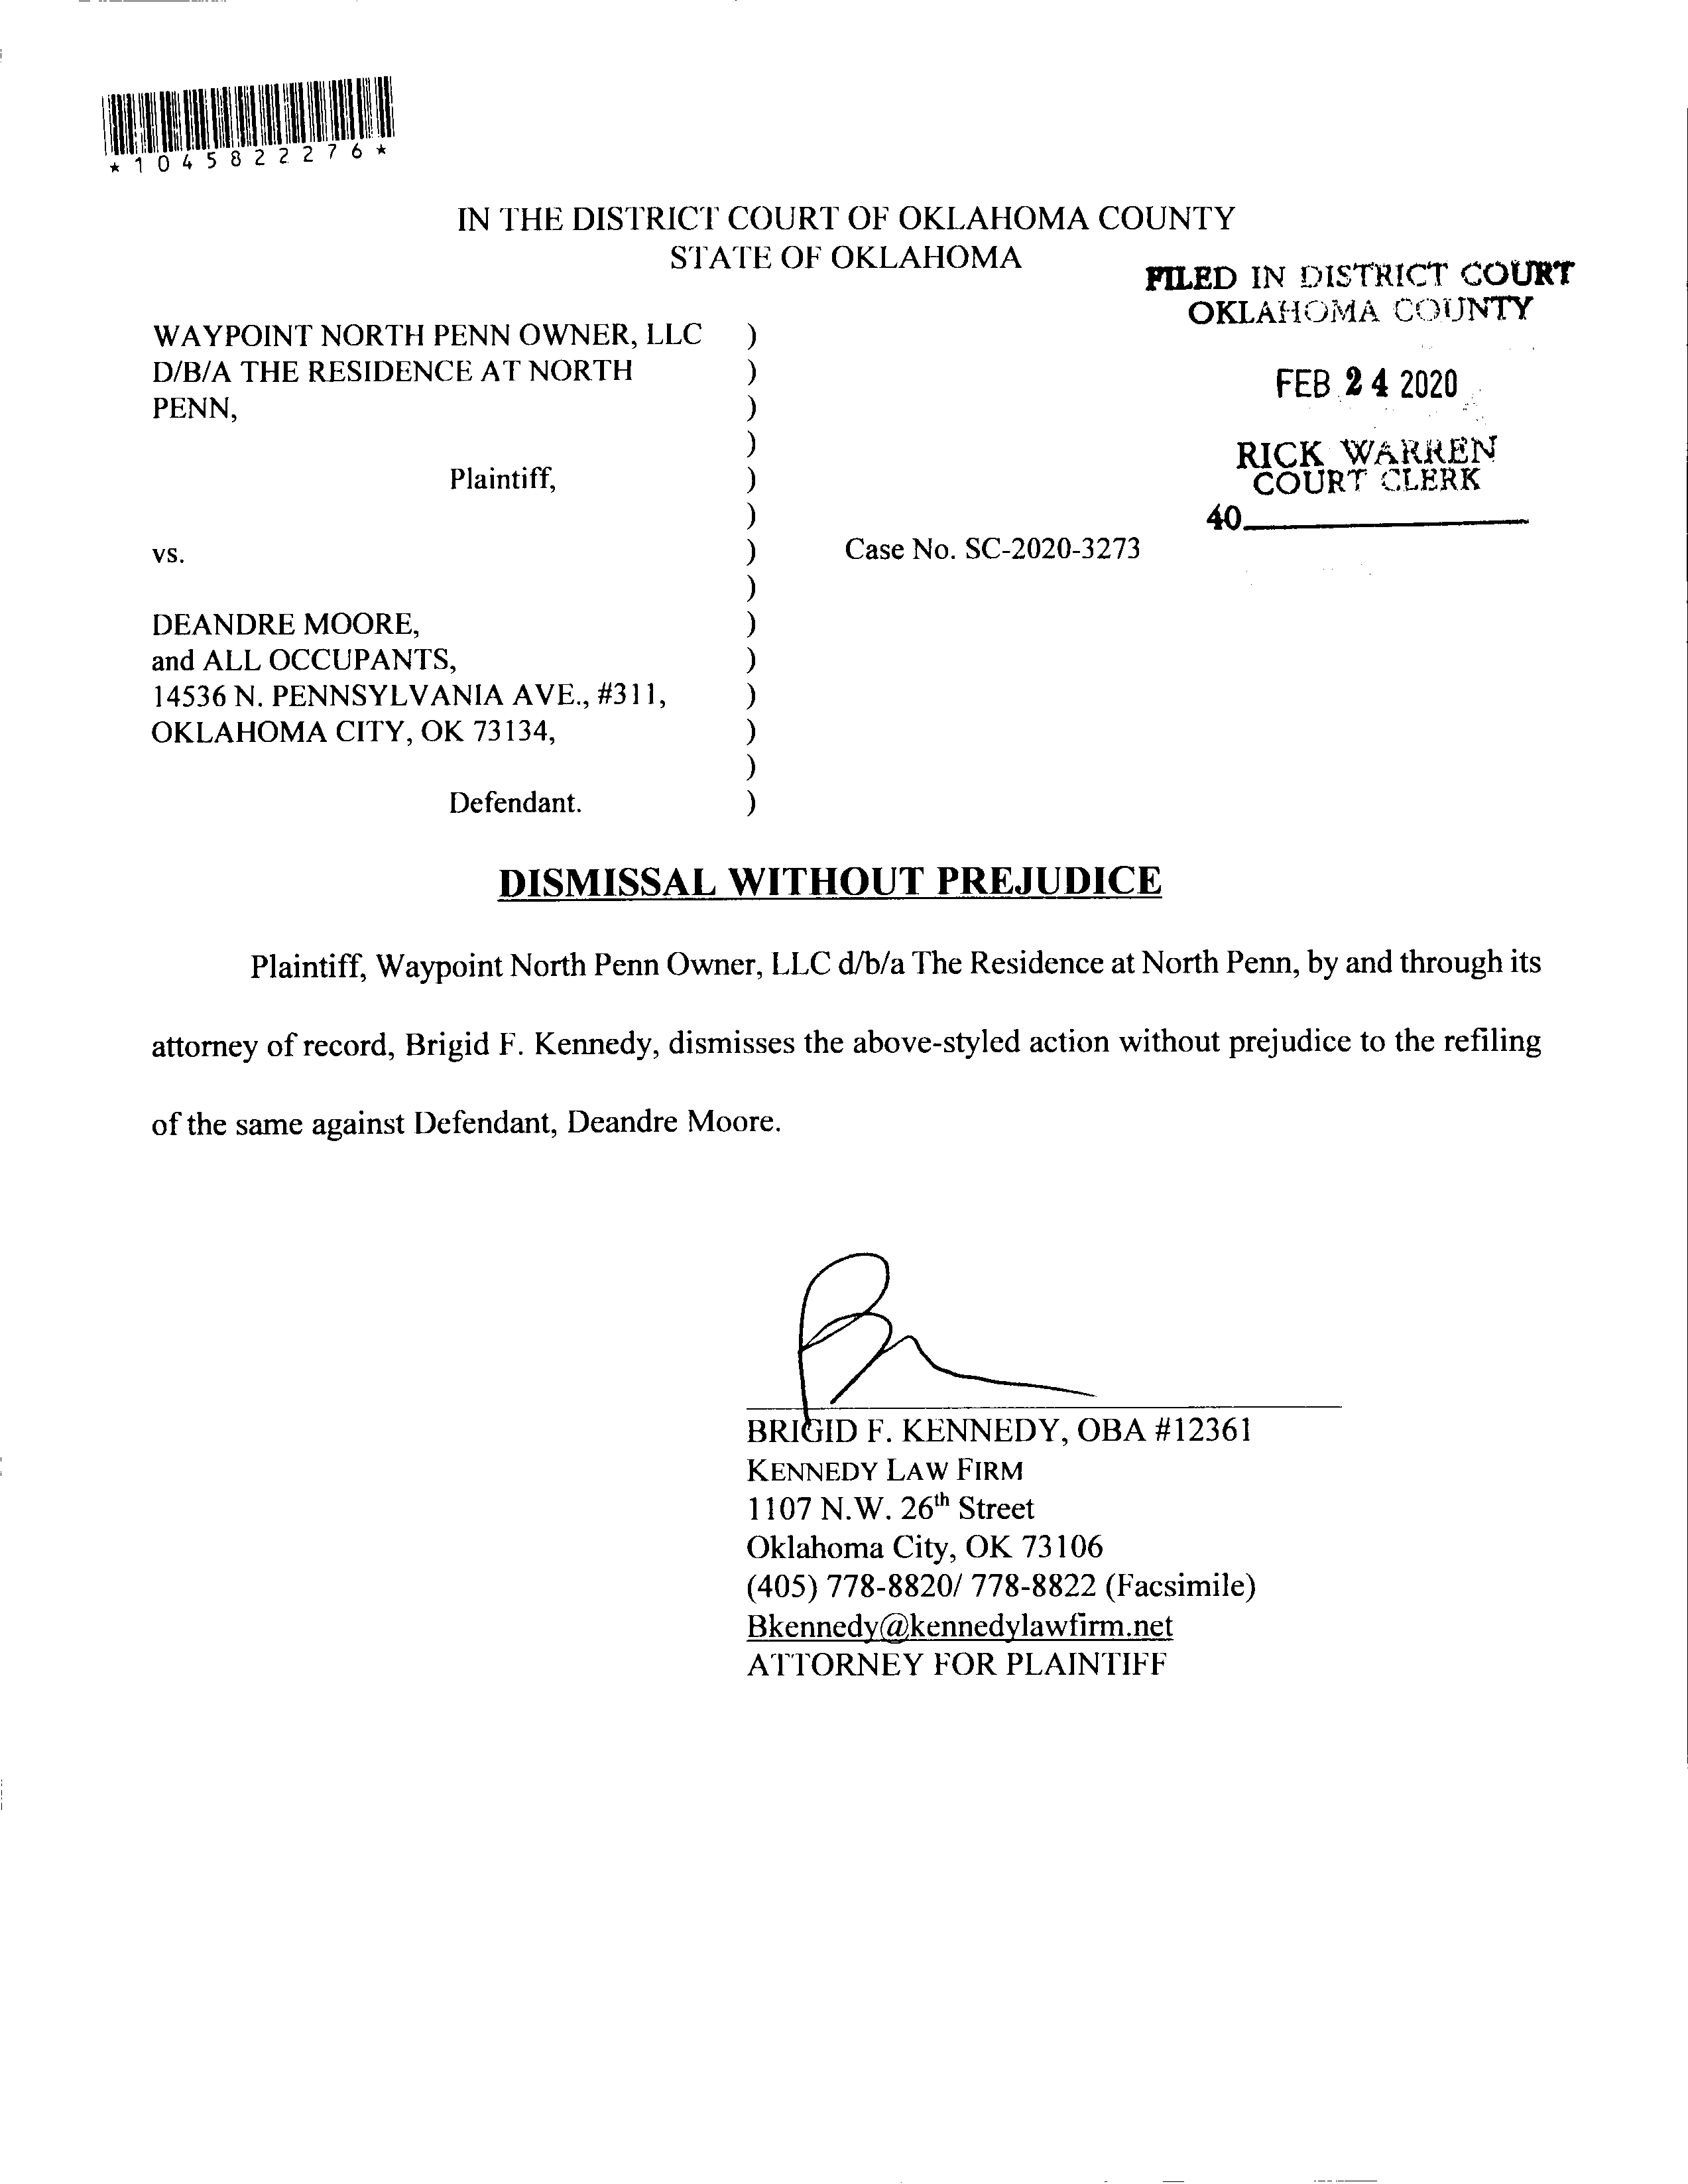 *1045822276*
IN THE DISTRICT COURT OF OKLAHOMA COUNTY
STATE OF OKLAHOMA
FILED IN DISTRICT COURT
OKLAHOMA COUNTY
FEB 24 2020
RICK WARREN
COURT CLERK
40
WAYPOINT NORTH PENN OWNER, LLC )
D/B/A THE RESIDENCE AT NORTH )
PENN, )
)
Plaintiff, )
)
vs. ) Case No. SC-2020-3273
)
DEANDRE MOORE, )
and ALL OCCUPANTS, )
14536 N. PENNSYLVANIA AVE., #311, )
OKLAHOMA CITY, OK 73134, )
)
Defendant. )
DISMISSAL WITHOUT PREJUDICE
Plaintiff, Waypoint North Penn Owner, LLC d/b/a The Residence at North Penn, by and through its
attorney of record, Brigid F. Kennedy, dismisses the above-styled action without prejudice to the refiling
of the same against Defendant, Deandre Moore.
BRIGID F. KENNEDY, OBA #12361
KENNEDY LAW FIRM
1107 N.W. 26th Street
Oklahoma City, OK 73106
(405) 778-8820/ 778-8822 (Facsimile)
Bkennedy@kennedylawfirm.net
ATTORNEY FOR PLAINTIFF